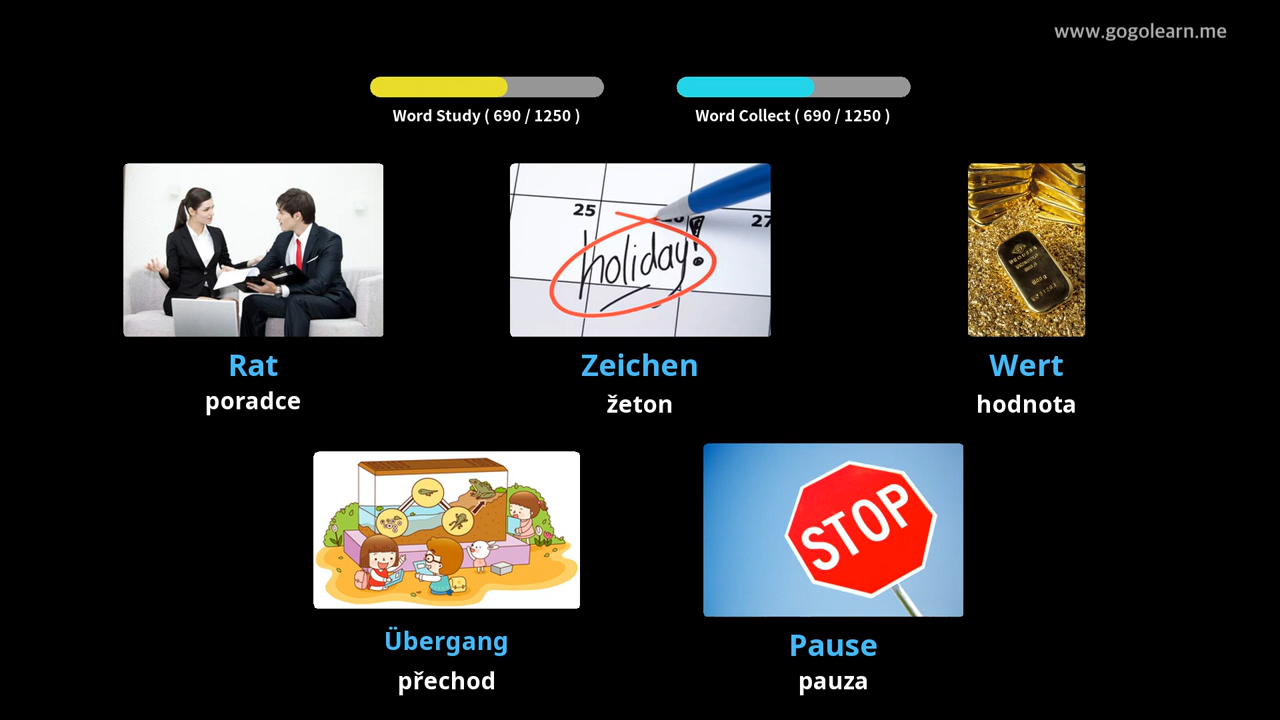 www.gogolearn.me
Word Study ( 690 / 1250 )
Word Collect ( 690 / 1250 )
25
27
holiday!
Rat
poradce
Zeichen
žeton
Wert
hodnota
STOP
Übergang
přechod
Pause
pauza